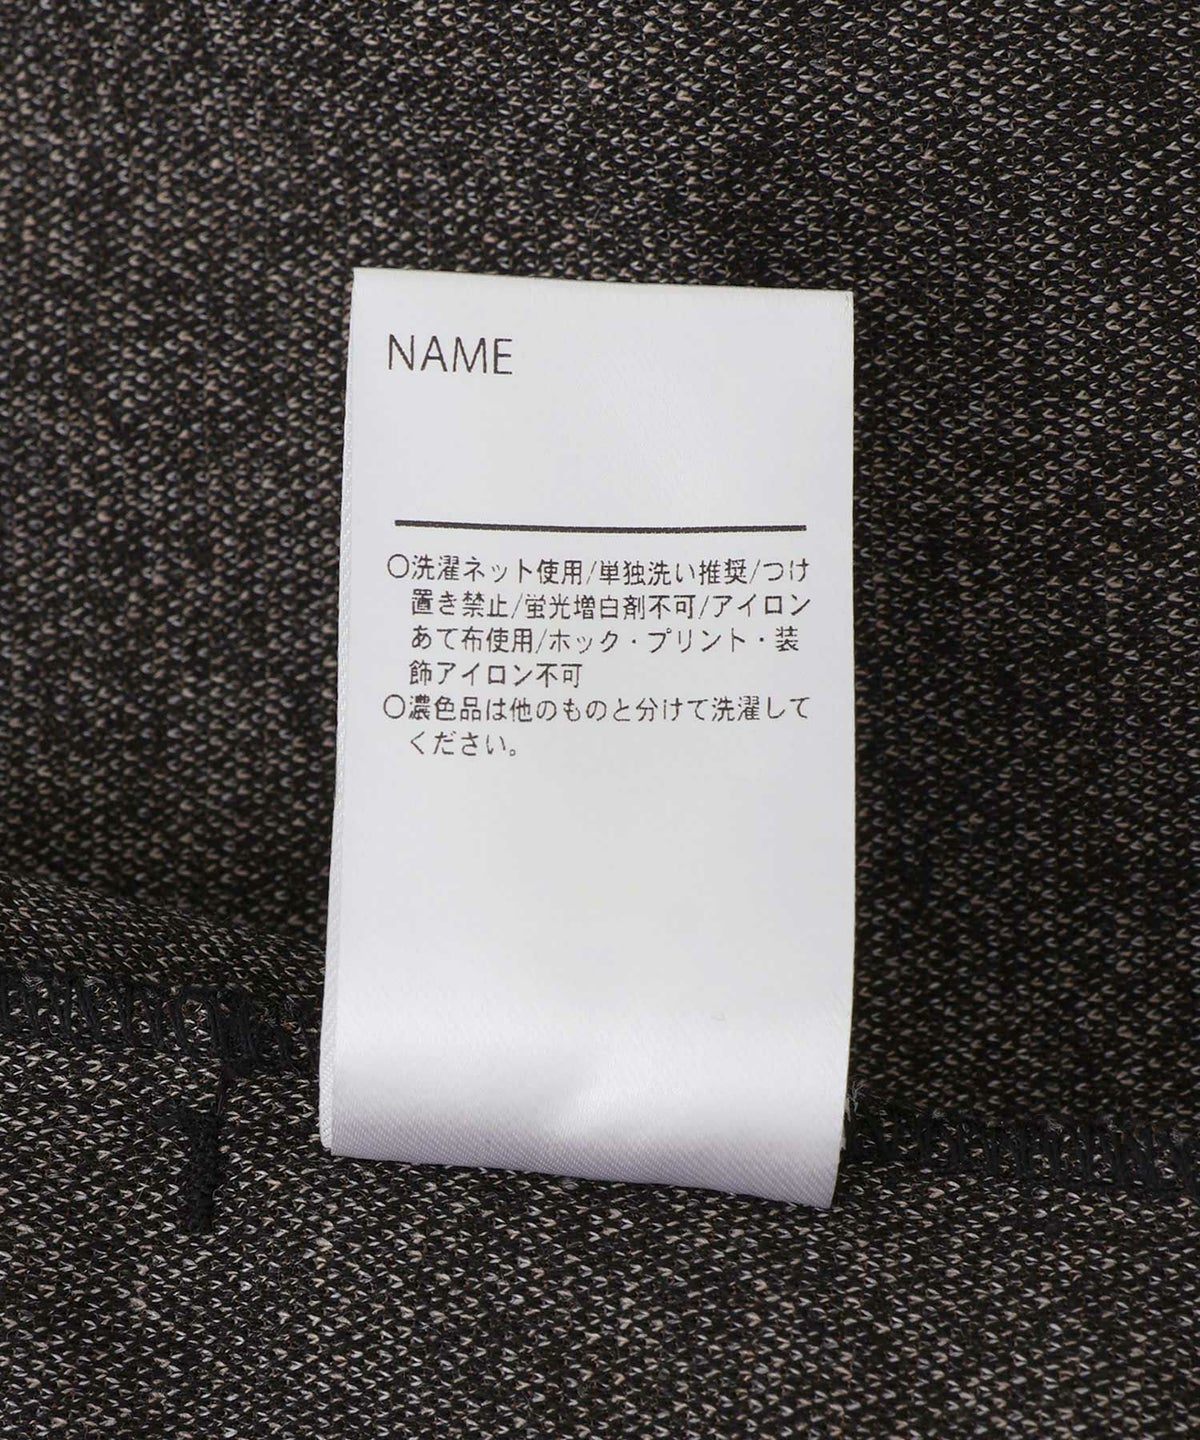 NAME
○洗濯ネット使用/単独洗い推奨/つけ
置き禁止/蛍光増白剤不可/アイロン
あて布使用/ホック・プリント・装
飾アイロン不可
○濃色品は他のものと分けて洗濯して
ください。